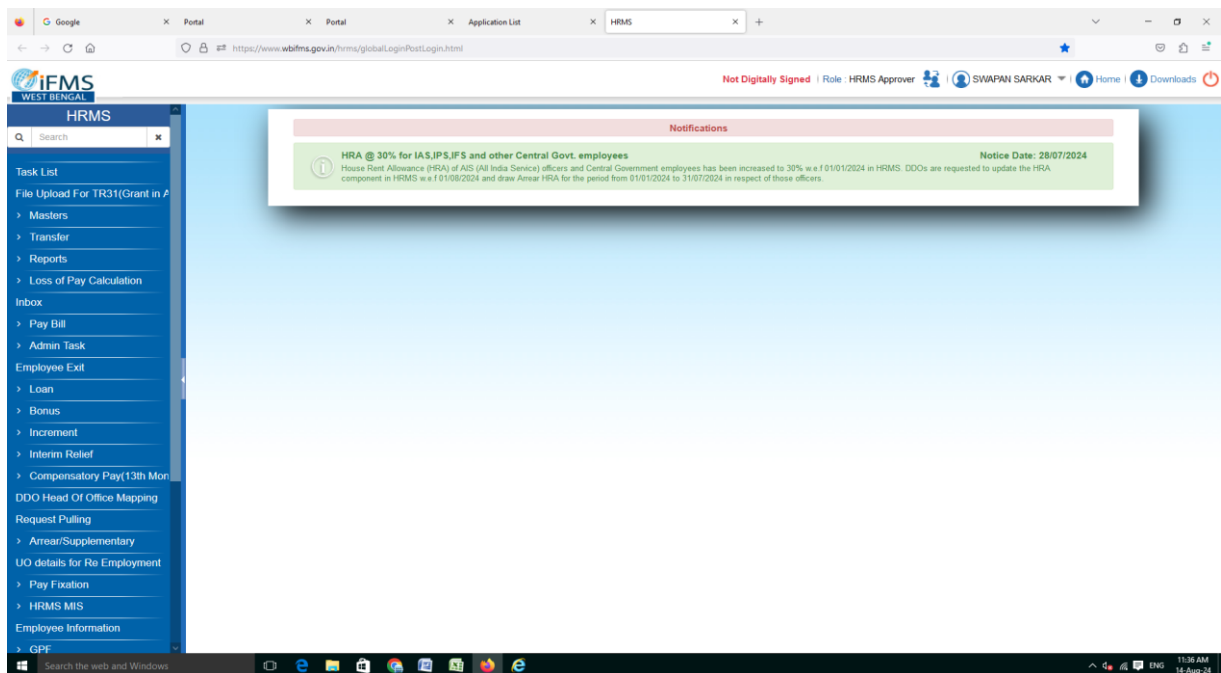 Google
Portal
Portal
Application List
HRMS
https://www.wbifms.gov.in/hrms/globalLoginPostLogin.html
iFMS
WEST BENGAL
Not Digitally Signed | Role : HRMS Approver | SWAPAN SARKAR | Home | Downloads
HRMS
Search
Task List
File Upload For TR31(Grant in A
> Masters
> Transfer
> Reports
> Loss of Pay Calculation
Inbox
> Pay Bill
> Admin Task
Employee Exit
> Loan
> Bonus
> Increment
> Interim Relief
> Compensatory Pay(13th Mon
DDO Head Of Office Mapping
Request Pulling
> Arrear/Supplementary
UO details for Re Employment
> Pay Fixation
> HRMS MIS
Employee Information
> GPF
Notifications
HRA @ 30% for IAS,IPS,IFS and other Central Govt. employees Notice Date: 28/07/2024
House Rent Allowance (HRA) of AIS (All India Service) officers and Central Government employees has been increased to 30% w.e.f 01/01/2024 in HRMS. DDOs are requested to update the HRA
component in HRMS w.e.f 01/08/2024 and draw Arrear HRA for the period from 01/01/2024 to 31/07/2024 in respect of those officers.
Search the web and Windows
ENG
11:36 AM
14-Aug-24